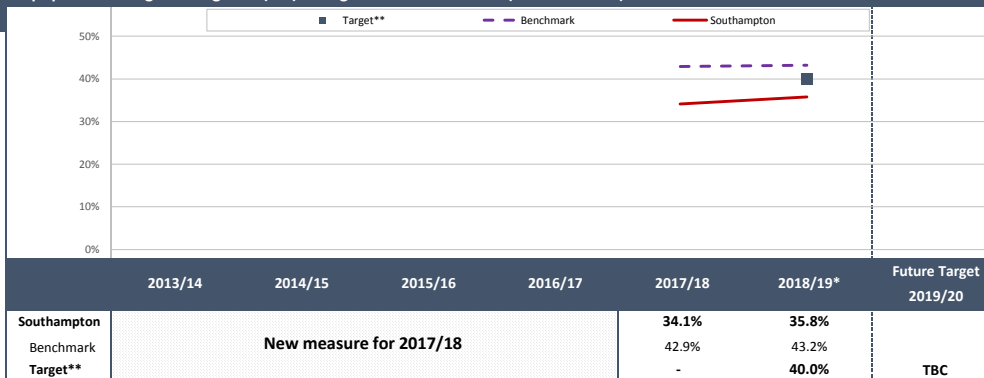 Target** Benchmark Southampton
50%
40%
30%
20%
10%
0%
2013/14 2014/15 2015/16 2016/17 2017/18 2018/19* Future Target 2019/20
Southampton 34.1% 35.8%
New measure for 2017/18
Benchmark 42.9% 43.2%
Target** - 40.0% TBC